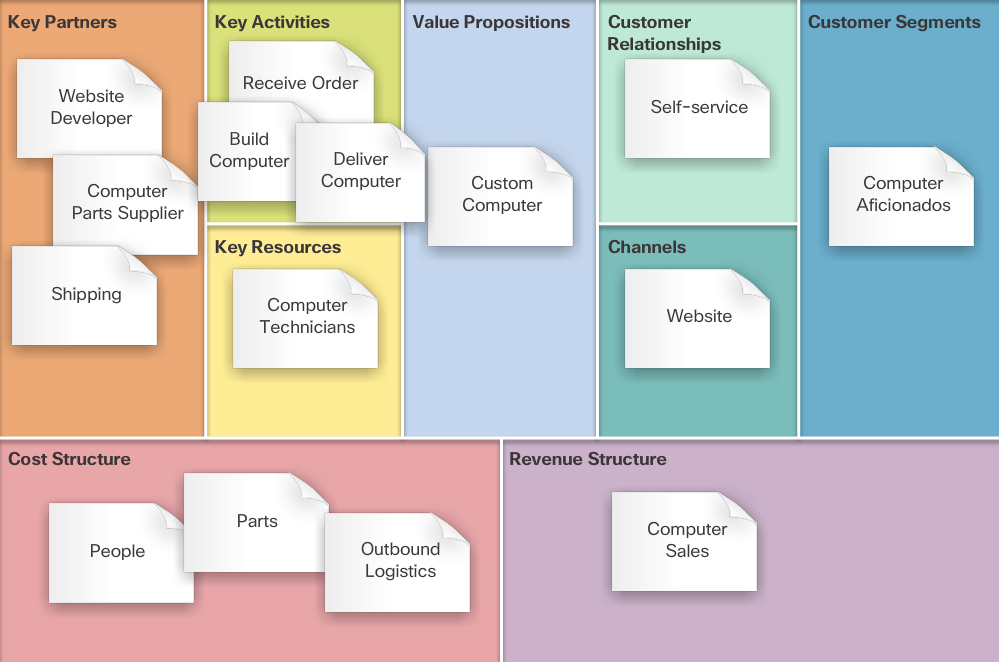 Key Partners
Website
Developer
Computer
Parts Supplier
Shipping
Key Activities
Receive Order
Build
Computer
Deliver
Computer
Key Resources
Computer
Technicians
Value Propositions
Custom
Computer
Customer
Relationships
Self-service
Channels
Website
Customer Segments
Computer
Aficionados
Cost Structure
People
Parts
Outbound
Logistics
Revenue Structure
Computer
Sales